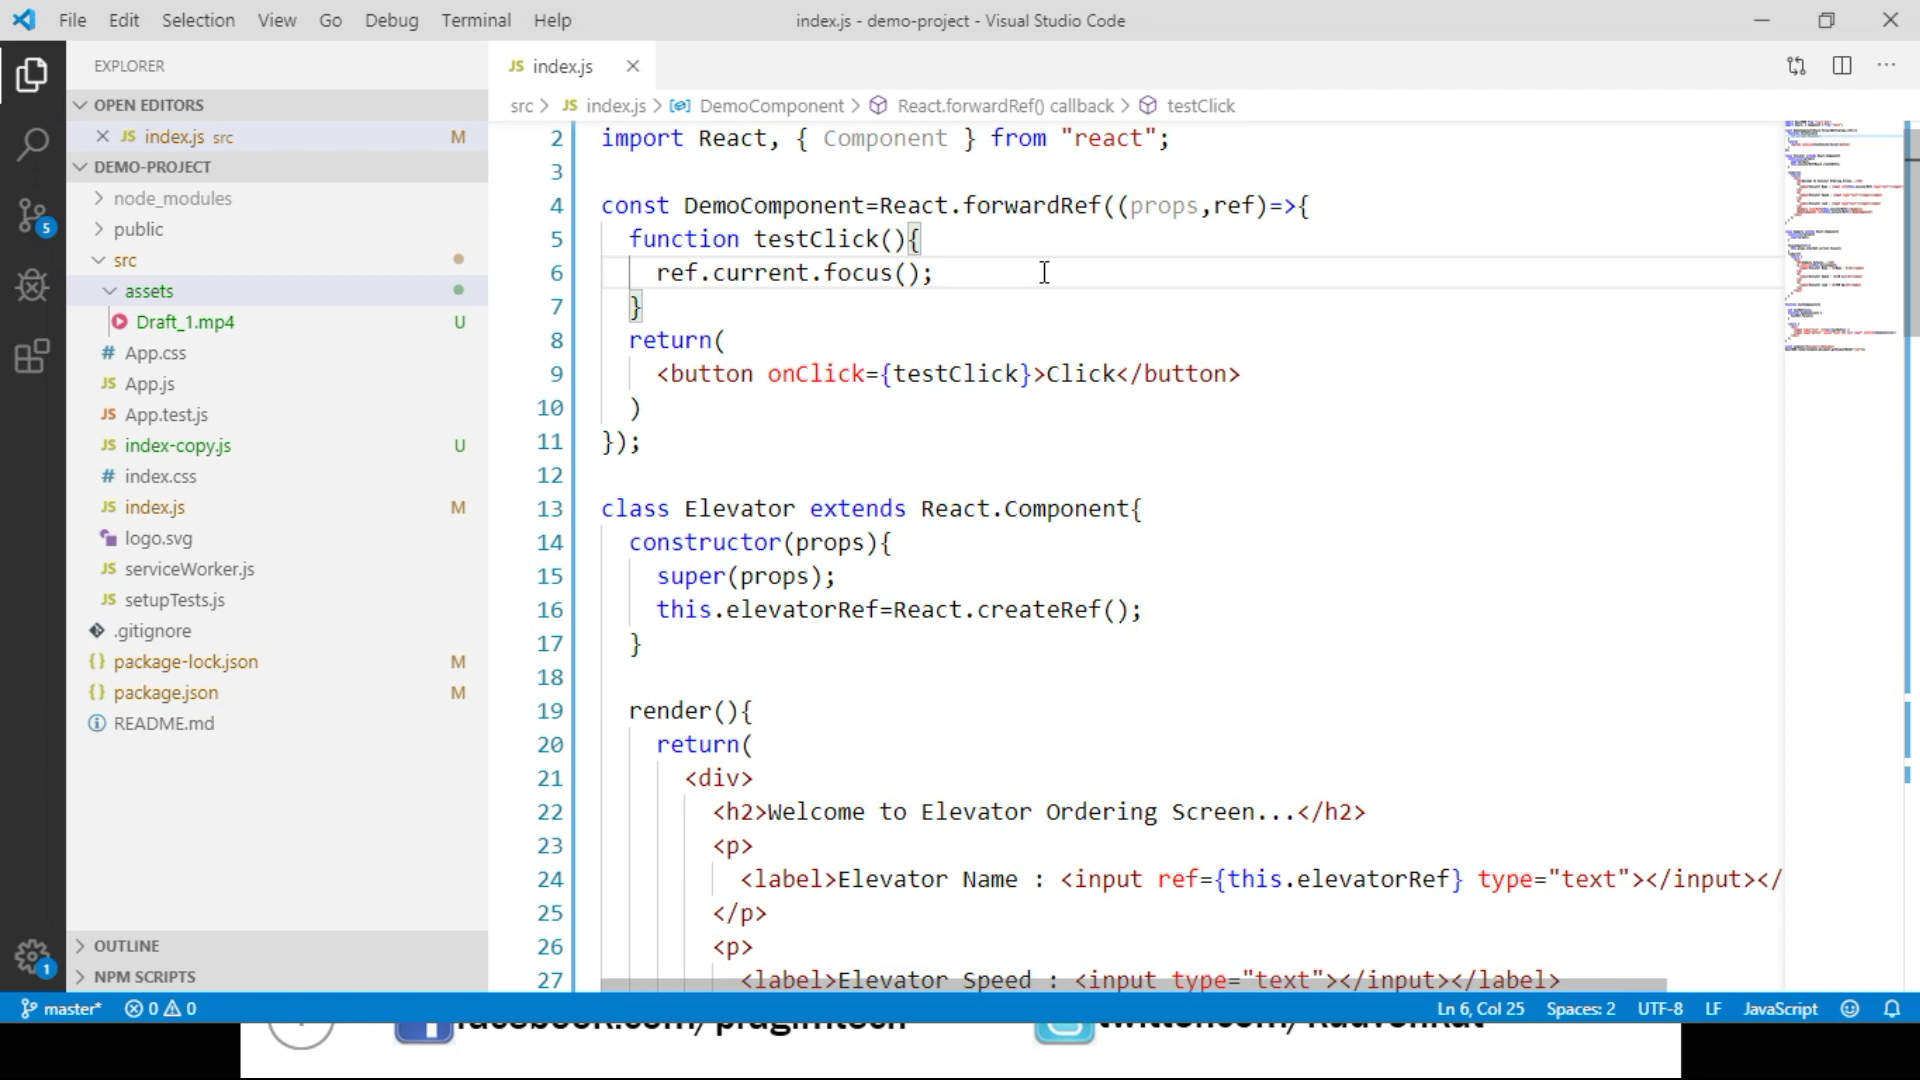 File Edit Selection View Go Debug Terminal Help
index.js - demo-project - Visual Studio Code
EXPLORER
OPEN EDITORS
JS index.js src M
DEMO-PROJECT
node_modules
public
src
assets
Draft_1.mp4 U
# App.css
JS App.js
JS App.test.js
JS index-copy.js U
# index.css
JS index.js M
logo.svg
JS serviceWorker.js
JS setupTests.js
.gitignore
{} package-lock.json M
{} package.json M
README.md
OUTLINE
NPM SCRIPTS
5
1
JS index.js
src > JS index.js > DemoComponent > React.forwardRef() callback > testClick
2 import React, { Component } from "react";
3
4 const DemoComponent=React.forwardRef((props,ref)=>{
5 function testClick(){
6 ref.current.focus();
7 }
8 return(
9 <button onClick={testClick}>Click</button>
10 )
11 });
12
13 class Elevator extends React.Component{
14 constructor(props){
15 super(props);
16 this.elevatorRef=React.createRef();
17 }
18
19 render(){
20 return(
21 <div>
22 <h2>Welcome to Elevator Ordering Screen...</h2>
23 <p>
24 <label>Elevator Name : <input ref={this.elevatorRef} type="text"></input></
25 </p>
26 <p>
27 <label>Elevator Speed : <input type="text"></input></label>
master* 0 0 Ln 6, Col 25 Spaces: 2 UTF-8 LF JavaScript